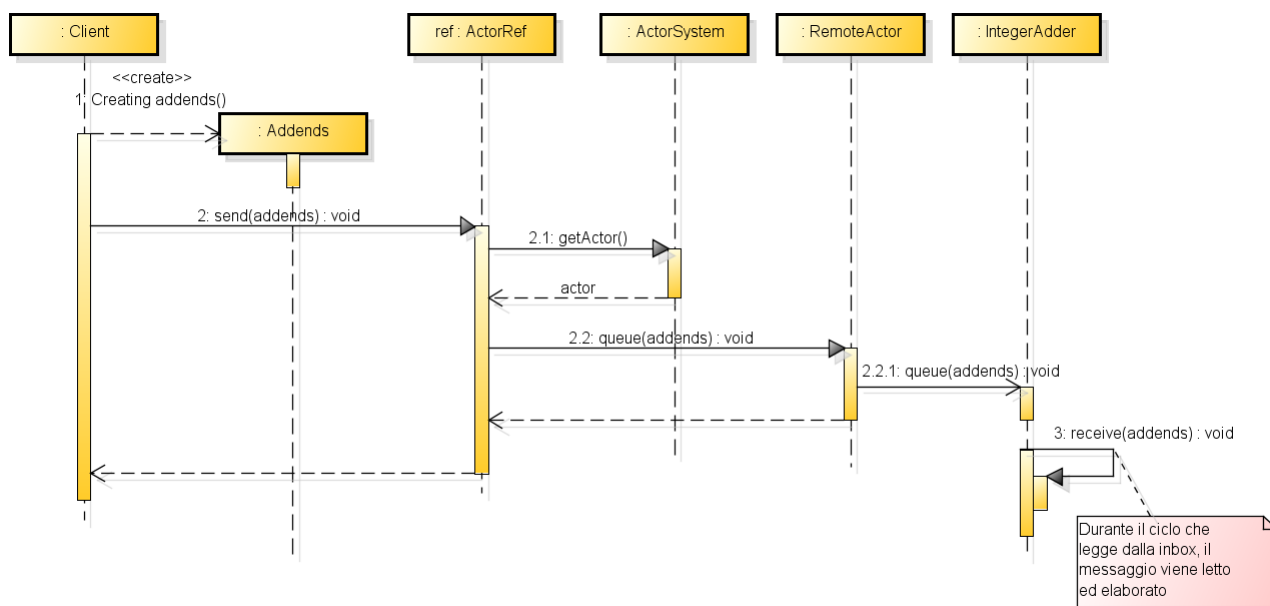 : Client
ref : ActorRef
: ActorSystem
: RemoteActor
: IntegerAdder
<<create>>
1: Creating addends()
: Addends
2: send(addends) : void
2.1: getActor()
actor
2.2: queue(addends) : void
2.2.1: queue(addends) : void
3: receive(addends) : void
Durante il ciclo che
legge dalla inbox, il
messaggio viene letto
ed elaborato